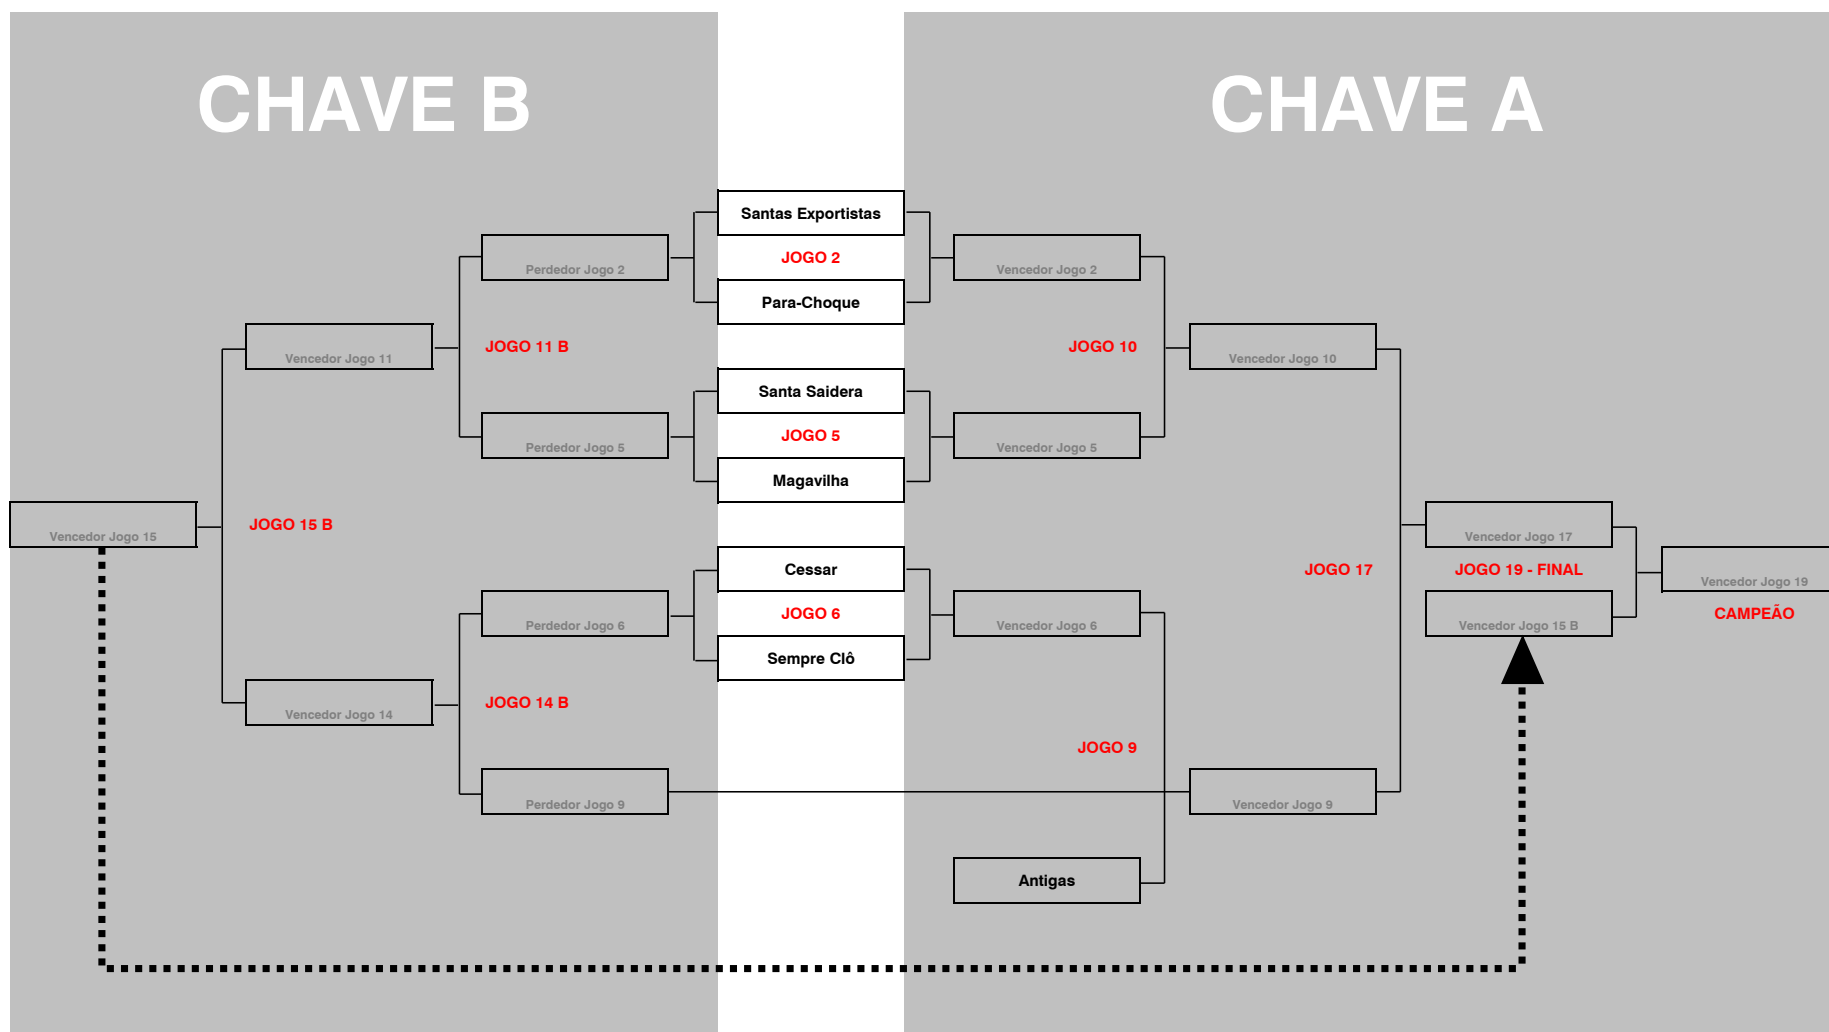 CHAVE B
CHAVE A
Santas Exportistas
JOGO 2
Perdedor Jogo 2
Vencedor Jogo 2
Para-Choque
JOGO 11 B
JOGO 10
Vencedor Jogo 11
Vencedor Jogo 10
Santa Saidera
JOGO 5
Perdedor Jogo 5
Vencedor Jogo 5
Magavilha
JOGO 15 B
Vencedor Jogo 15
Vencedor Jogo 17
Cessar
JOGO 17
JOGO 19 - FINAL
Vencedor Jogo 19
JOGO 6
CAMPEÃO
Perdedor Jogo 6
Vencedor Jogo 6
Vencedor Jogo 15 B
Sempre Clô
JOGO 14 B
Vencedor Jogo 14
JOGO 9
Perdedor Jogo 9
Vencedor Jogo 9
Antigas